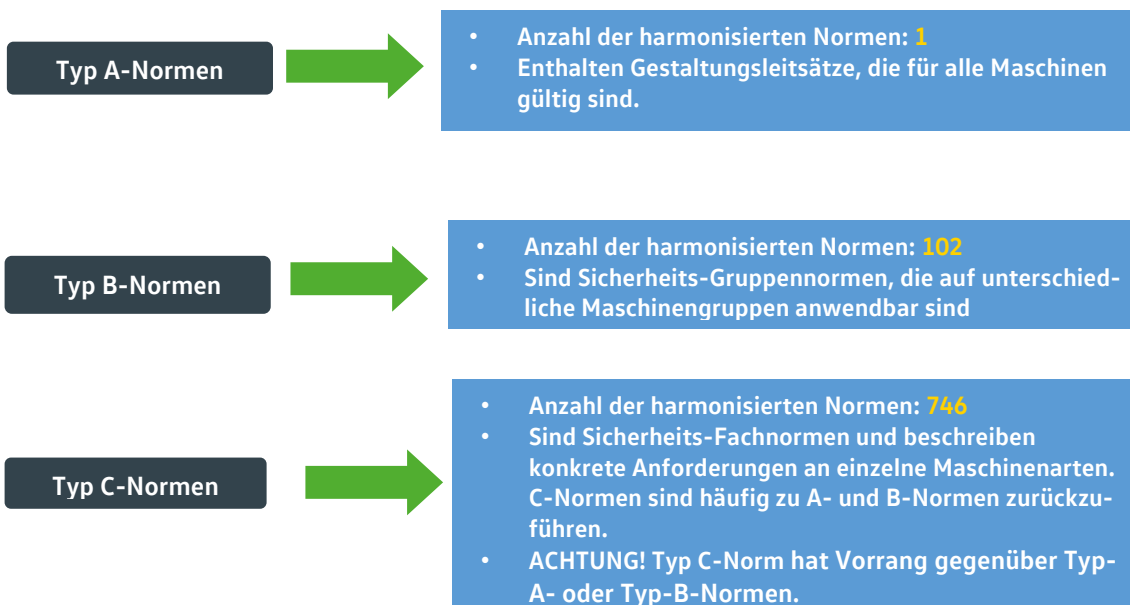 Typ A-Normen
• Anzahl der harmonisierten Normen: 1
• Enthalten Gestaltungsleitsätze, die für alle Maschinen
gültig sind.
Typ B-Normen
• Anzahl der harmonisierten Normen: 102
• Sind Sicherheits-Gruppennormen, die auf unterschied-
liche Maschinengruppen anwendbar sind
Typ C-Normen
• Anzahl der harmonisierten Normen: 746
• Sind Sicherheits-Fachnormen und beschreiben
konkrete Anforderungen an einzelne Maschinenarten.
C-Normen sind häufig zu A- und B-Normen zurückzu-
führen.
• ACHTUNG! Typ C-Norm hat Vorrang gegenüber Typ-
A- oder Typ-B-Normen.